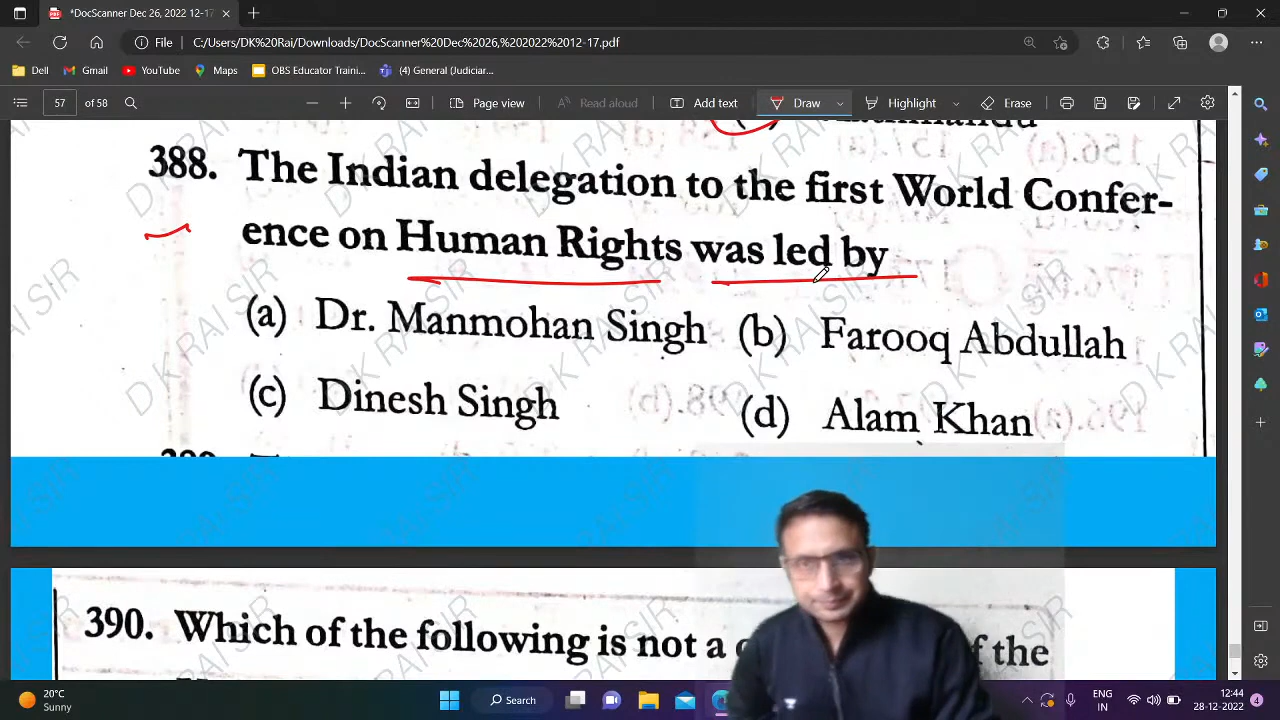 *DocScanner Dec 26, 2022 12-17
File C:/Users/DK%20Rai/Downloads/DocScanner%20Dec%2026,%202022%2012-17.pdf
Dell Gmail YouTube Maps OBS Educator Traini... (4) General (Judiciar...
57 of 58 Page view Read aloud Add text Draw Highlight Erase
388. The Indian delegation to the first World Confer-
ence on Human Rights was led by
(a) Dr. Manmohan Singh (b) Farooq Abdullah
(c) Dinesh Singh (d) Alam Khan
390. Which of the following is not a of the
D K RAI SIR
20°C
Sunny
Search
ENG
IN
12:44
28-12-2022